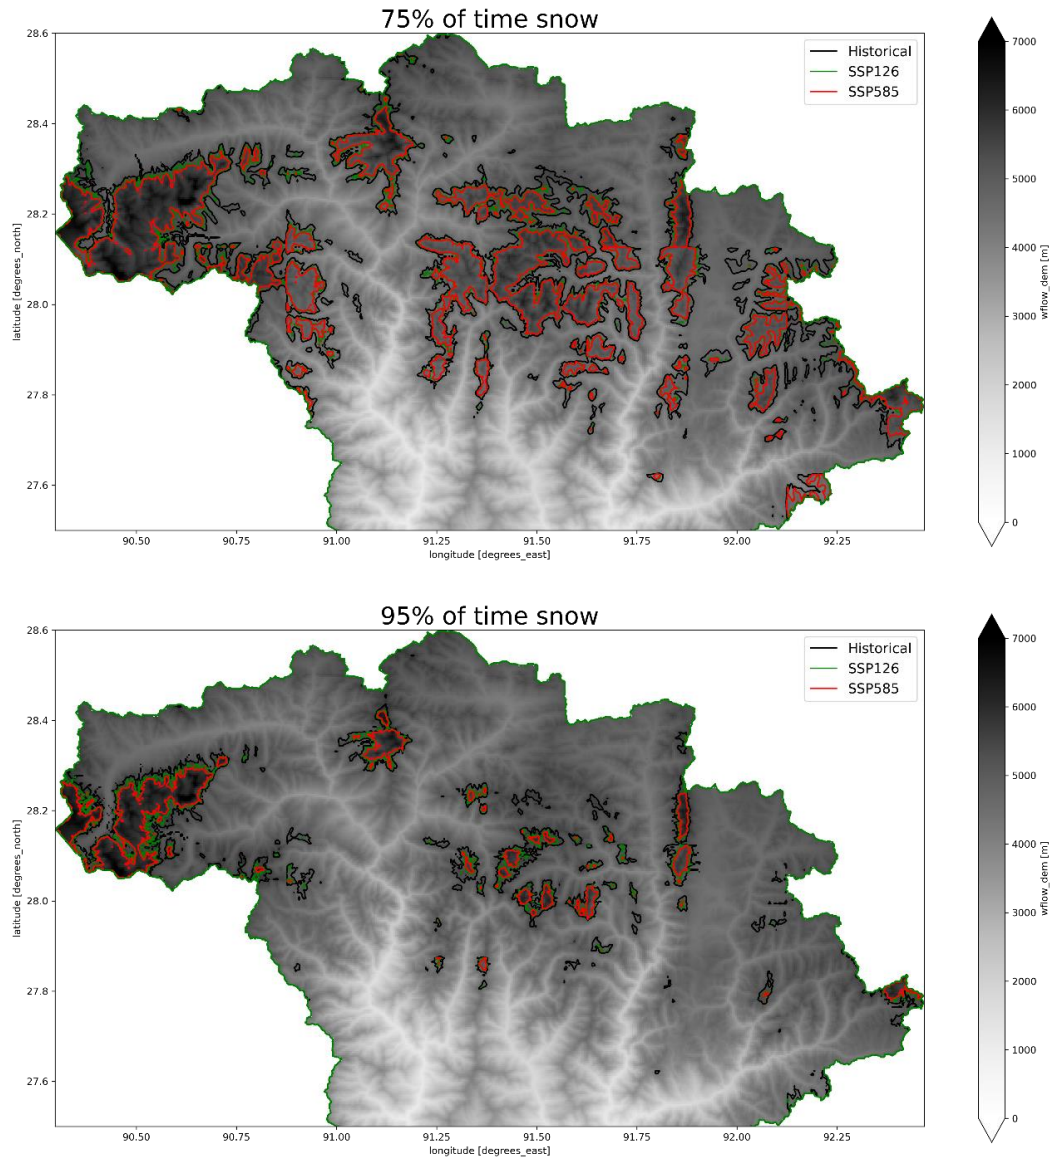 75% of time snow
28.6
28.4
28.2
28.0
27.8
27.6
latitude [degrees_north]
90.50 90.75 91.00 91.25 91.50 91.75 92.00 92.25
longitude [degrees_east]
Historical
SSP126
SSP585
7000
6000
5000
4000
3000
2000
1000
0
wflow_dem [m]
95% of time snow
28.6
28.4
28.2
28.0
27.8
27.6
latitude [degrees_north]
90.50 90.75 91.00 91.25 91.50 91.75 92.00 92.25
longitude [degrees_east]
Historical
SSP126
SSP585
7000
6000
5000
4000
3000
2000
1000
0
wflow_dem [m]